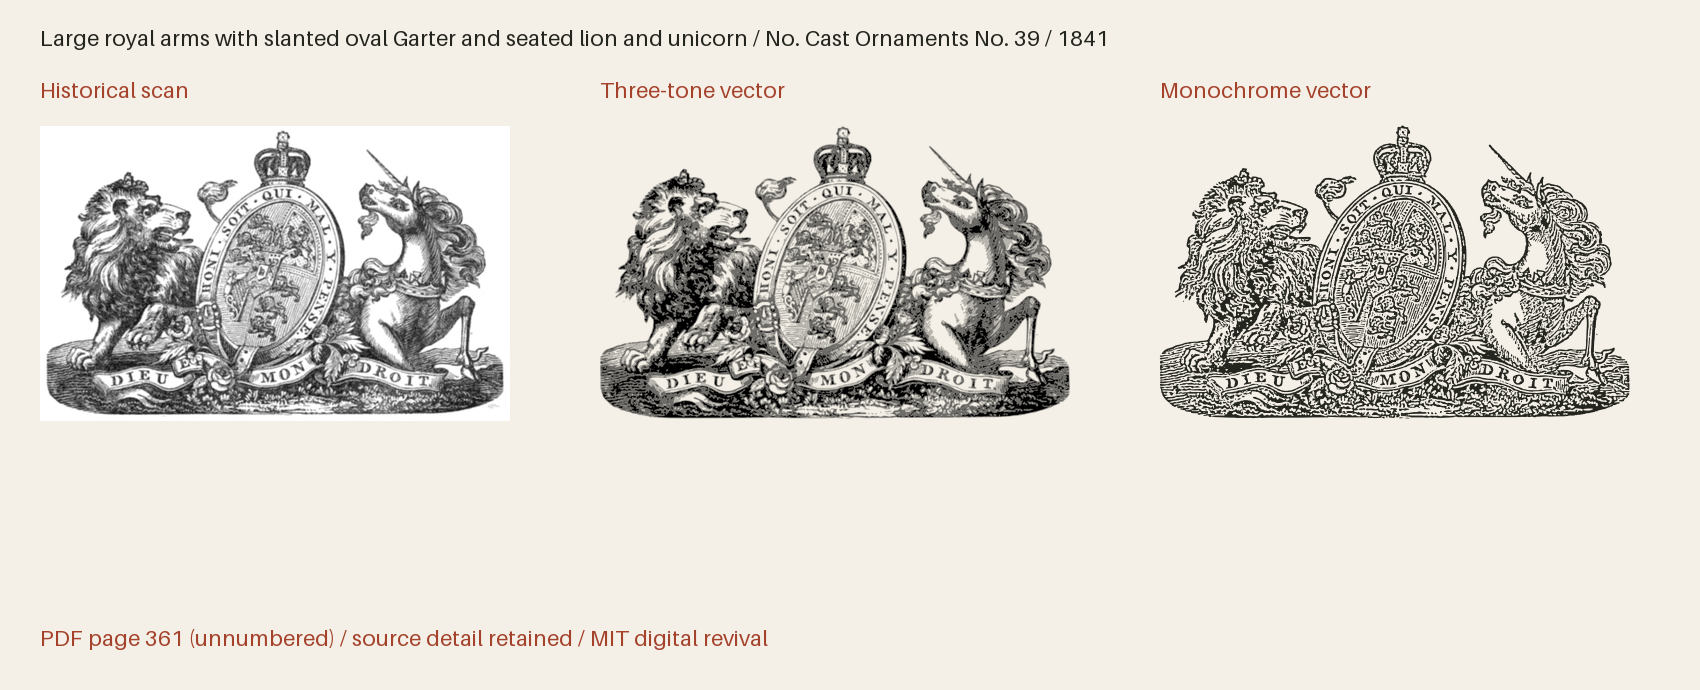 Large royal arms with slanted oval Garter and seated lion and unicorn / No. Cast Ornaments No. 39 / 1841
Historical scan
Three-tone vector
Monochrome vector
HONI · SOIT · QUI · MAL · Y · PENSE
DIEU ET MON DROIT
HONI · SOIT · QUI · MAL · Y · PENSE
DIEU ET MON DROIT
HONI · SOIT · QUI · MAL · Y · PENSE
DIEU ET MON DROIT
PDF page 361 (unnumbered) / source detail retained / MIT digital revival